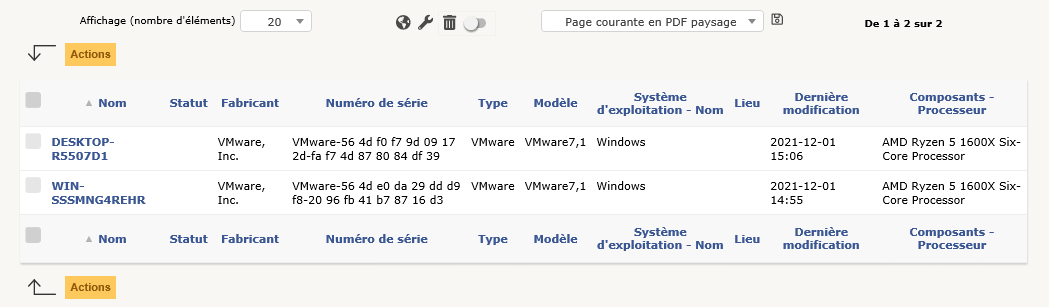 Affichage (nombre d'éléments) 20 Page courante en PDF paysage De 1 à 2 sur 2
Actions
Nom Statut Fabricant Numéro de série Type Modèle Système d'exploitation - Nom Lieu Dernière modification Composants - Processeur
DESKTOP- VMware, VMware-56 4d f0 f7 9d 09 17 VMware VMware7,1 Windows 2021-12-01 AMD Ryzen 5 1600X Six-
R5507D1 Inc. 2d-fa f7 4d 87 80 84 df 39 15:06 Core Processor
WIN- VMware, VMware-56 4d e0 da 29 dd d9 VMware VMware7,1 Windows 2021-12-01 AMD Ryzen 5 1600X Six-
SSSMNG4REHR Inc. f8-20 96 fb 41 b7 87 16 d3 14:55 Core Processor
Nom Statut Fabricant Numéro de série Type Modèle Système d'exploitation - Nom Lieu Dernière modification Composants - Processeur
Actions